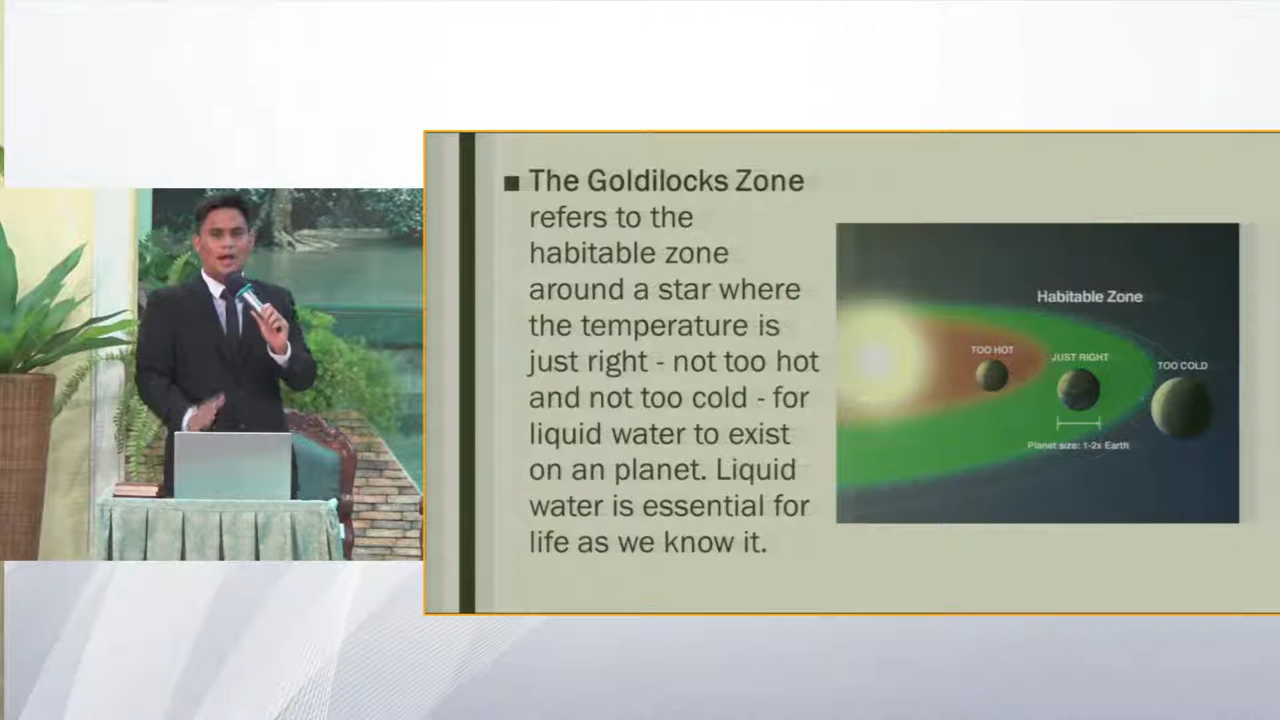 ■ The Goldilocks Zone
refers to the
habitable zone
around a star where
the temperature is
just right - not too hot
and not too cold - for
liquid water to exist
on an planet. Liquid
water is essential for
life as we know it.
Habitable Zone
TOO HOT
JUST RIGHT
TOO COLD
Planet size: 1-2x Earth